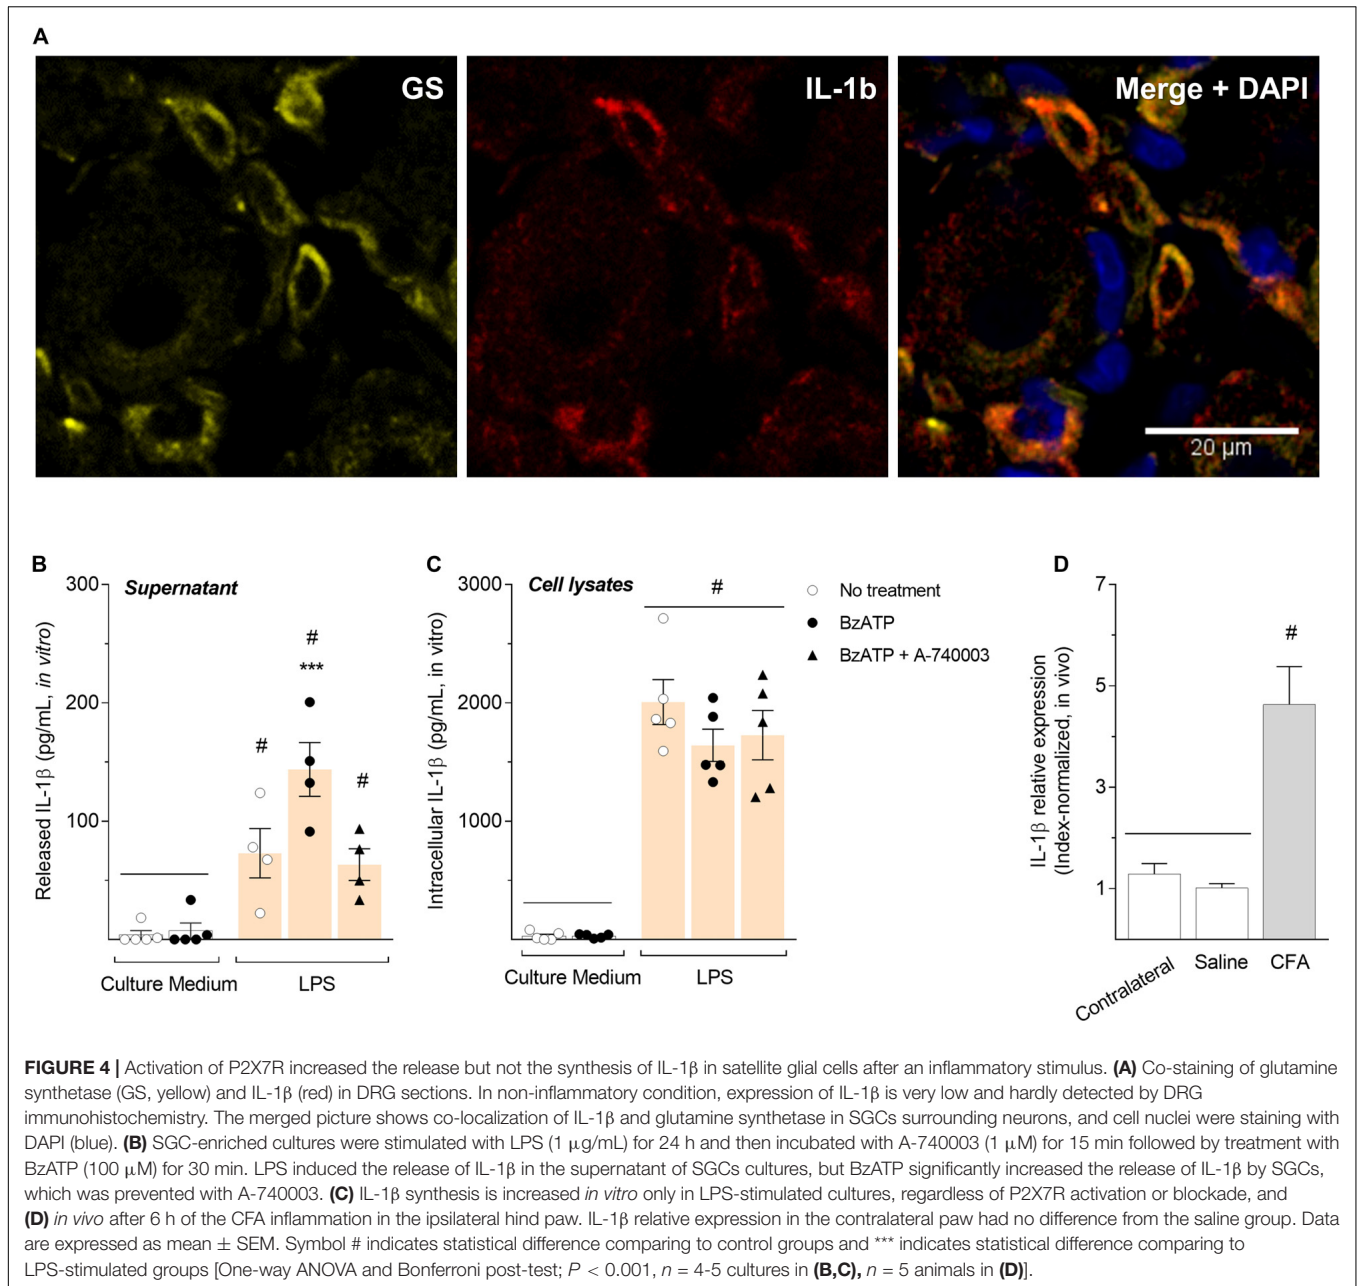 A
GS
IL-1b
Merge + DAPI
20 µm
B
Supernatant
Released IL-1β (pg/mL, in vitro)
300
200
100
#
#
***
#
Culture Medium
LPS
C
Cell lysates
Intracellular IL-1β (pg/mL, in vitro)
3000
2000
1000
#
Culture Medium
LPS
No treatment
BzATP
BzATP + A-740003
D
IL-1β relative expression
(Index-normalized, in vivo)
7
5
3
1
#
Contralateral
Saline
CFA
FIGURE 4 | Activation of P2X7R increased the release but not the synthesis of IL-1β in satellite glial cells after an inflammatory stimulus. (A) Co-staining of glutamine
synthetase (GS, yellow) and IL-1β (red) in DRG sections. In non-inflammatory condition, expression of IL-1β is very low and hardly detected by DRG
immunohistochemistry. The merged picture shows co-localization of IL-1β and glutamine synthetase in SGCs surrounding neurons, and cell nuclei were staining with
DAPI (blue). (B) SGC-enriched cultures were stimulated with LPS (1 µg/mL) for 24 h and then incubated with A-740003 (1 µM) for 15 min followed by treatment with
BzATP (100 µM) for 30 min. LPS induced the release of IL-1β in the supernatant of SGCs cultures, but BzATP significantly increased the release of IL-1β by SGCs,
which was prevented with A-740003. (C) IL-1β synthesis is increased in vitro only in LPS-stimulated cultures, regardless of P2X7R activation or blockade, and
(D) in vivo after 6 h of the CFA inflammation in the ipsilateral hind paw. IL-1β relative expression in the contralateral paw had no difference from the saline group. Data
are expressed as mean ± SEM. Symbol # indicates statistical difference comparing to control groups and *** indicates statistical difference comparing to
LPS-stimulated groups [One-way ANOVA and Bonferroni post-test; P < 0.001, n = 4-5 cultures in (B,C), n = 5 animals in (D)].